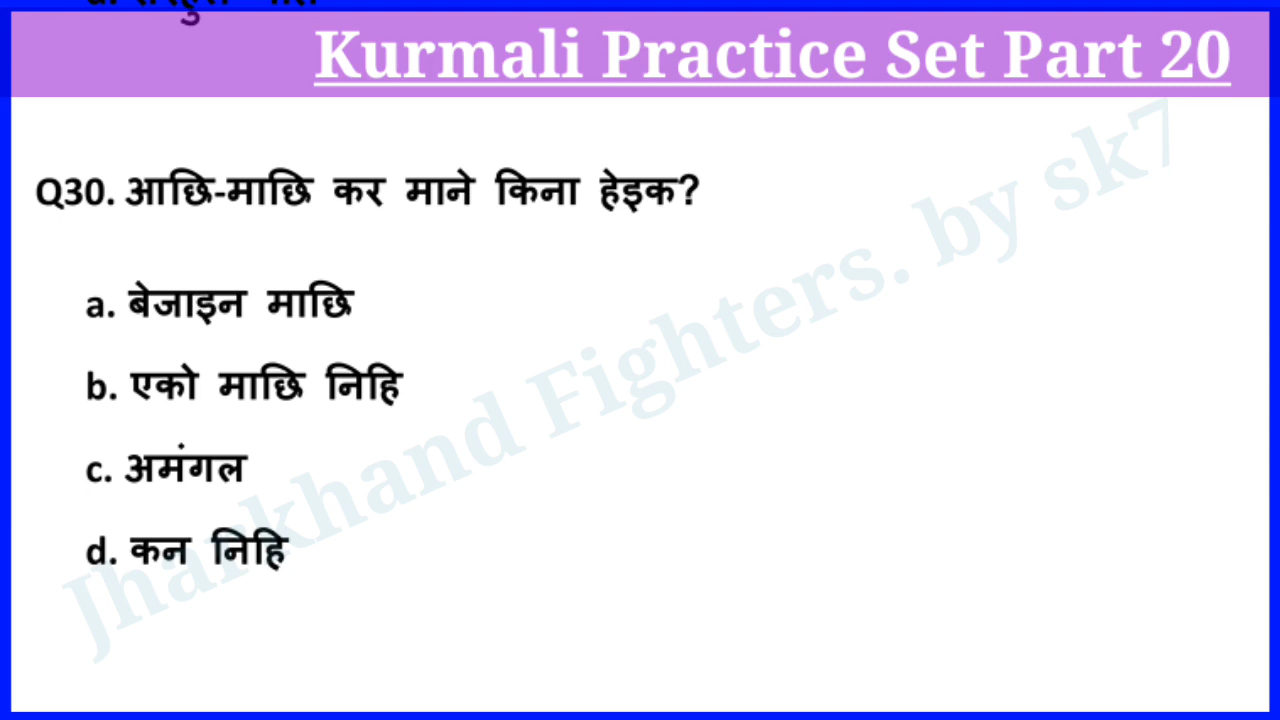 Kurmali Practice Set Part 20
Q30. आछि-माछि कर माने किना हेइक?
a. बेजाइन माछि
b. एको माछि निहि
c. अमंगल
d. कन निहि
Jharkhand Fighters. by sk7